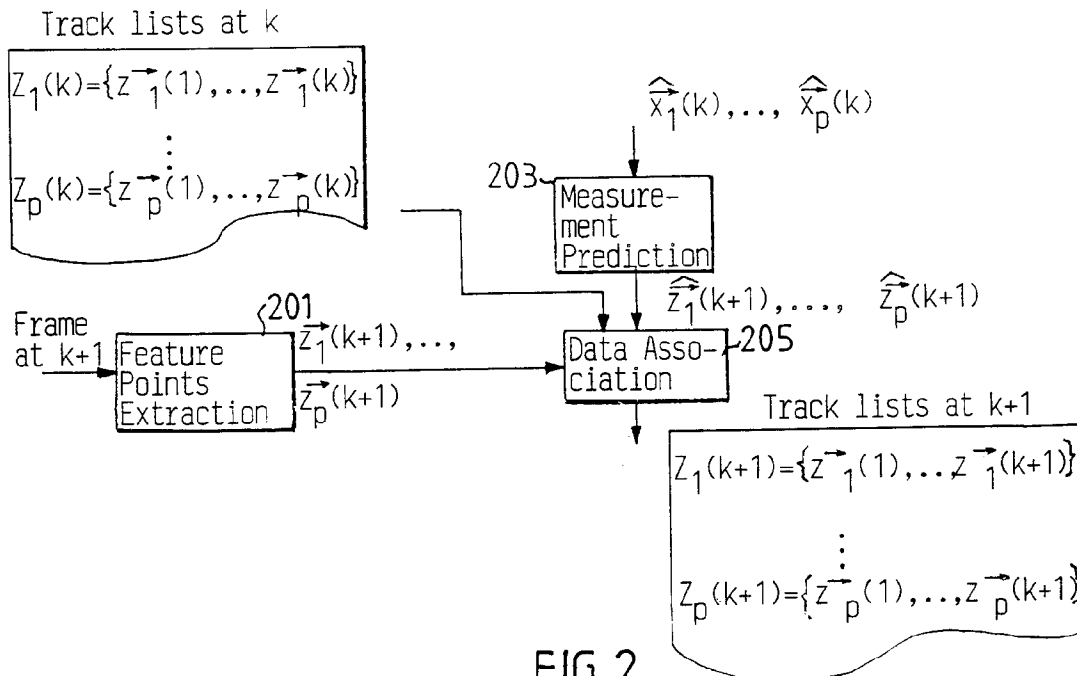 Track lists at k
Z₁(k)={z⃗₁(1),..,z⃗₁(k)}
⋮
Zₚ(k)={z⃗ₚ(1),..,z⃗ₚ(k)}
x̂⃗₁(k),.., x̂⃗ₚ(k)
203
Measure-
ment
Prediction
ẑ⃗₁(k+1),...., ẑ⃗ₚ(k+1)
Frame
at k+1
201
Feature
Points
Extraction
z⃗₁(k+1),..,
z⃗ₚ(k+1)
205
Data Asso-
ciation
Track lists at k+1
Z₁(k+1)={z⃗₁(1),..,z⃗₁(k+1)}
⋮
Zₚ(k+1)={z⃗ₚ(1),..,z⃗ₚ(k+1)}
FIG. 2